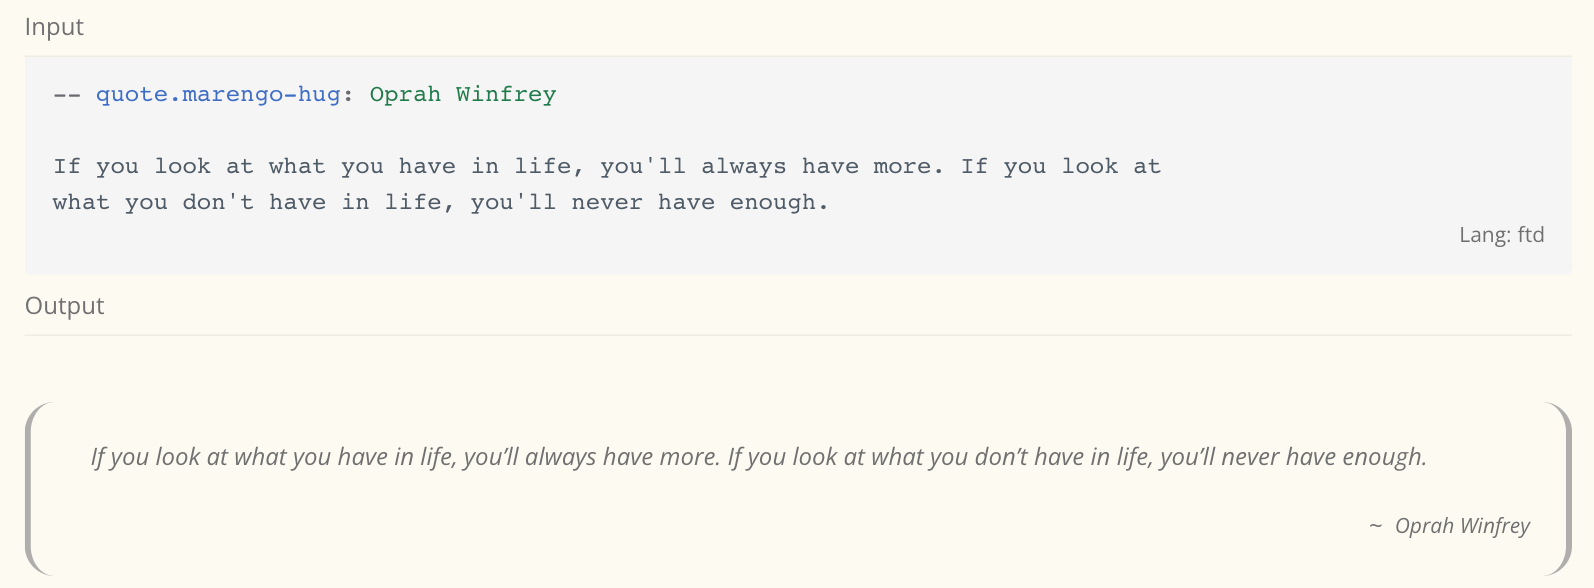 Input
-- quote.marengo-hug: Oprah Winfrey
If you look at what you have in life, you'll always have more. If you look at
what you don't have in life, you'll never have enough.
Lang: ftd
Output
If you look at what you have in life, you’ll always have more. If you look at what you don’t have in life, you’ll never have enough.
~ Oprah Winfrey